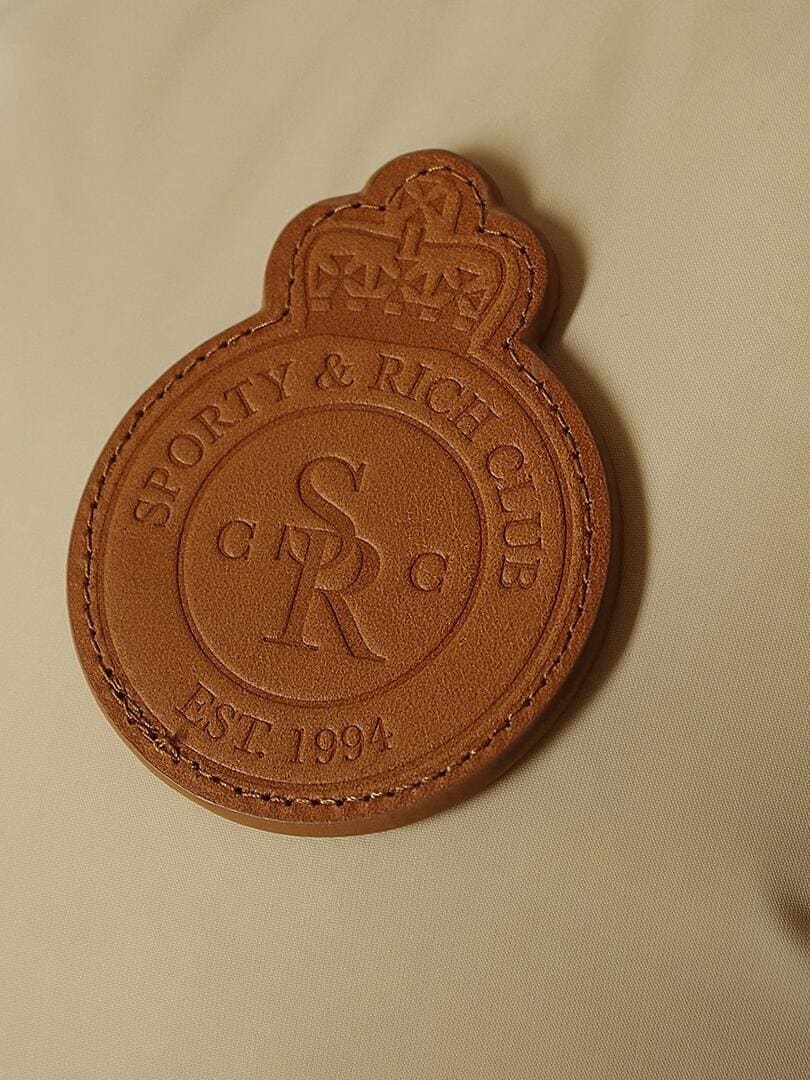 SPORTY & RICH CLUB
S
C R C
EST. 1994